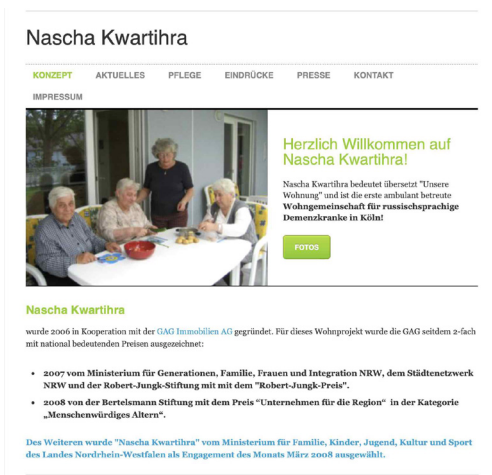 Nascha Kwartihra
KONZEPT AKTUELLES PFLEGE EINDRÜCKE PRESSE KONTAKT
IMPRESSUM
Herzlich Willkommen auf
Nascha Kwartihra!
Nascha Kwartihra bedeutet übersetzt "Unsere
Wohnung" und ist die erste ambulant betreute
Wohngemeinschaft für russischsprachige
Demenzkranke in Köln!
FOTOS
Nascha Kwartihra
wurde 2006 in Kooperation mit der GAG Immobilien AG gegründet. Für dieses Wohnprojekt wurde die GAG seitdem 2-fach
mit national bedeutenden Preisen ausgezeichnet:
• 2007 vom Ministerium für Generationen, Familie, Frauen und Integration NRW, dem Städtenetzwerk
NRW und der Robert-Jungk-Stiftung mit mit dem "Robert-Jungk-Preis".
• 2008 von der Bertelsmann Stiftung mit dem Preis “Unternehmen für die Region“ in der Kategorie
„Menschenwürdiges Altern“.
Des Weiteren wurde "Nascha Kwartihra" vom Ministerium für Familie, Kinder, Jugend, Kultur und Sport
des Landes Nordrhein-Westfalen als Engagement des Monats März 2008 ausgewählt.